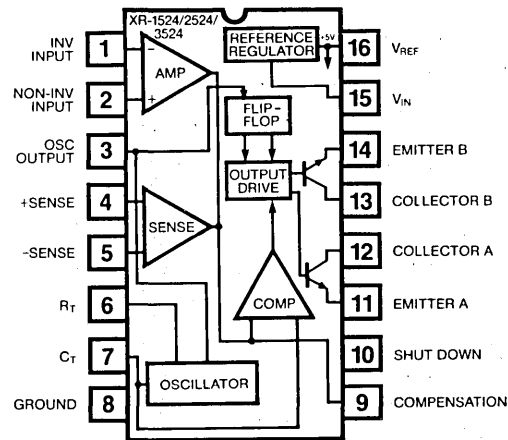 XR-1524/2524/
3524
INV
INPUT
1
NON-INV
INPUT
2
OSC
OUTPUT
3
+SENSE
4
-SENSE
5
RT
6
CT
7
GROUND
8
−
AMP
+
SENSE
OSCILLATOR
REFERENCE
REGULATOR
+5V
FLIP-
FLOP
OUTPUT
DRIVE
COMP
16
VREF
15
VIN
14
EMITTER B
13
COLLECTOR B
12
COLLECTOR A
11
EMITTER A
10
SHUT DOWN
9
COMPENSATION